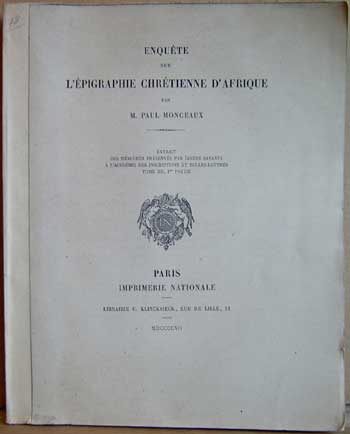 ENQUÊTE
SUR
L'ÉPIGRAPHIE CHRÉTIENNE D'AFRIQUE
PAR
M. PAUL MONCEAUX
EXTRAIT
DES MÉMOIRES PRÉSENTÉS PAR DIVERS SAVANTS
À L'ACADÉMIE DES INSCRIPTIONS ET BELLES-LETTRES
TOME XII, Iʳᵉ PARTIE
PARIS
IMPRIMERIE NATIONALE
LIBRAIRIE C. KLINCKSIECK, RUE DE LILLE, 11
MDCCCCVII